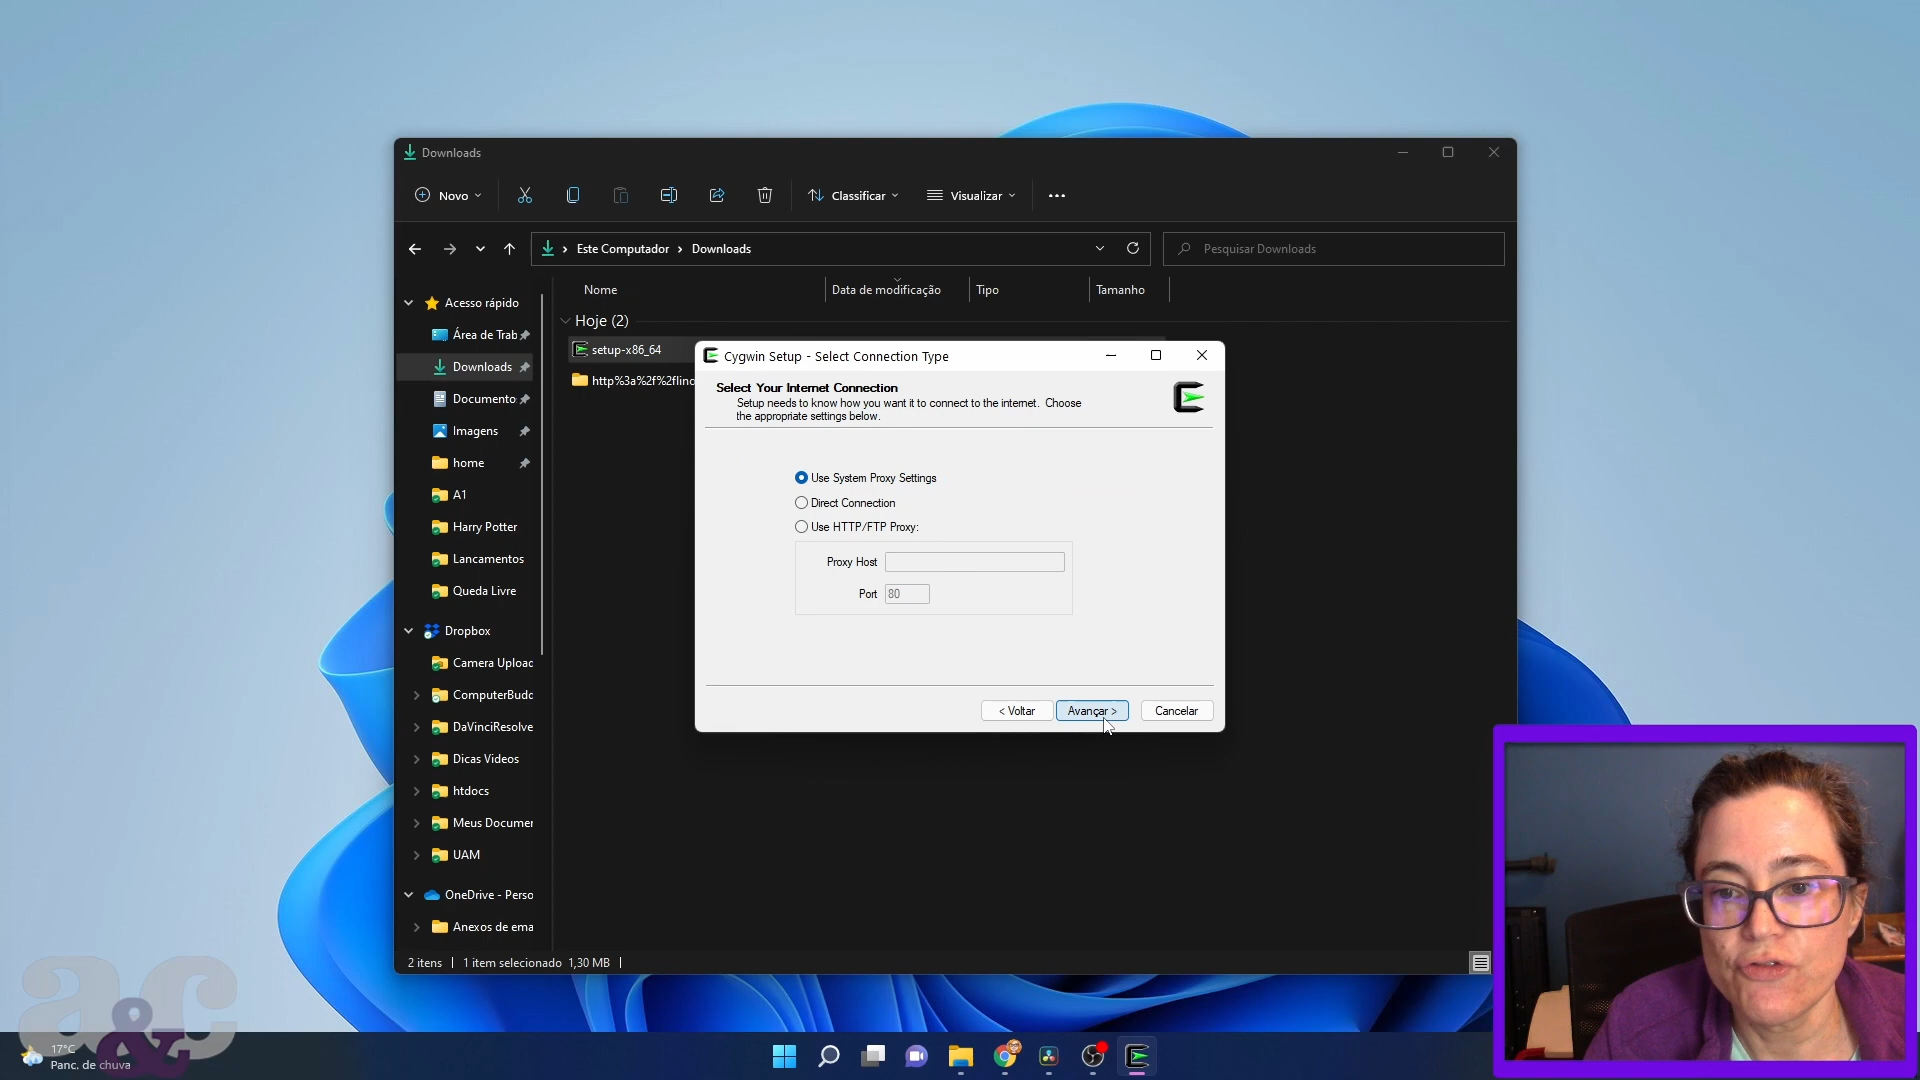 Downloads
Novo
Classificar
Visualizar
Este Computador
Downloads
Pesquisar Downloads
Nome
Data de modificação
Tipo
Tamanho
Acesso rápido
Hoje (2)
Área de Trab
setup-x86_64
Downloads
http%3a%2f%2flinc
Documento
Imagens
home
A1
Harry Potter
Lancamentos
Queda Livre
Dropbox
Camera Upload
ComputerBudd
DaVinciResolve
Dicas Videos
htdocs
Meus Documen
UAM
OneDrive - Perso
Anexos de ema
2 itens
1 item selecionado 1,30 MB
Cygwin Setup - Select Connection Type
Select Your Internet Connection
Setup needs to know how you want it to connect to the internet. Choose
the appropriate settings below.
Use System Proxy Settings
Direct Connection
Use HTTP/FTP Proxy:
Proxy Host
Port 80
< Voltar
Avançar >
Cancelar
a&c
17°C
Panc. de chuva